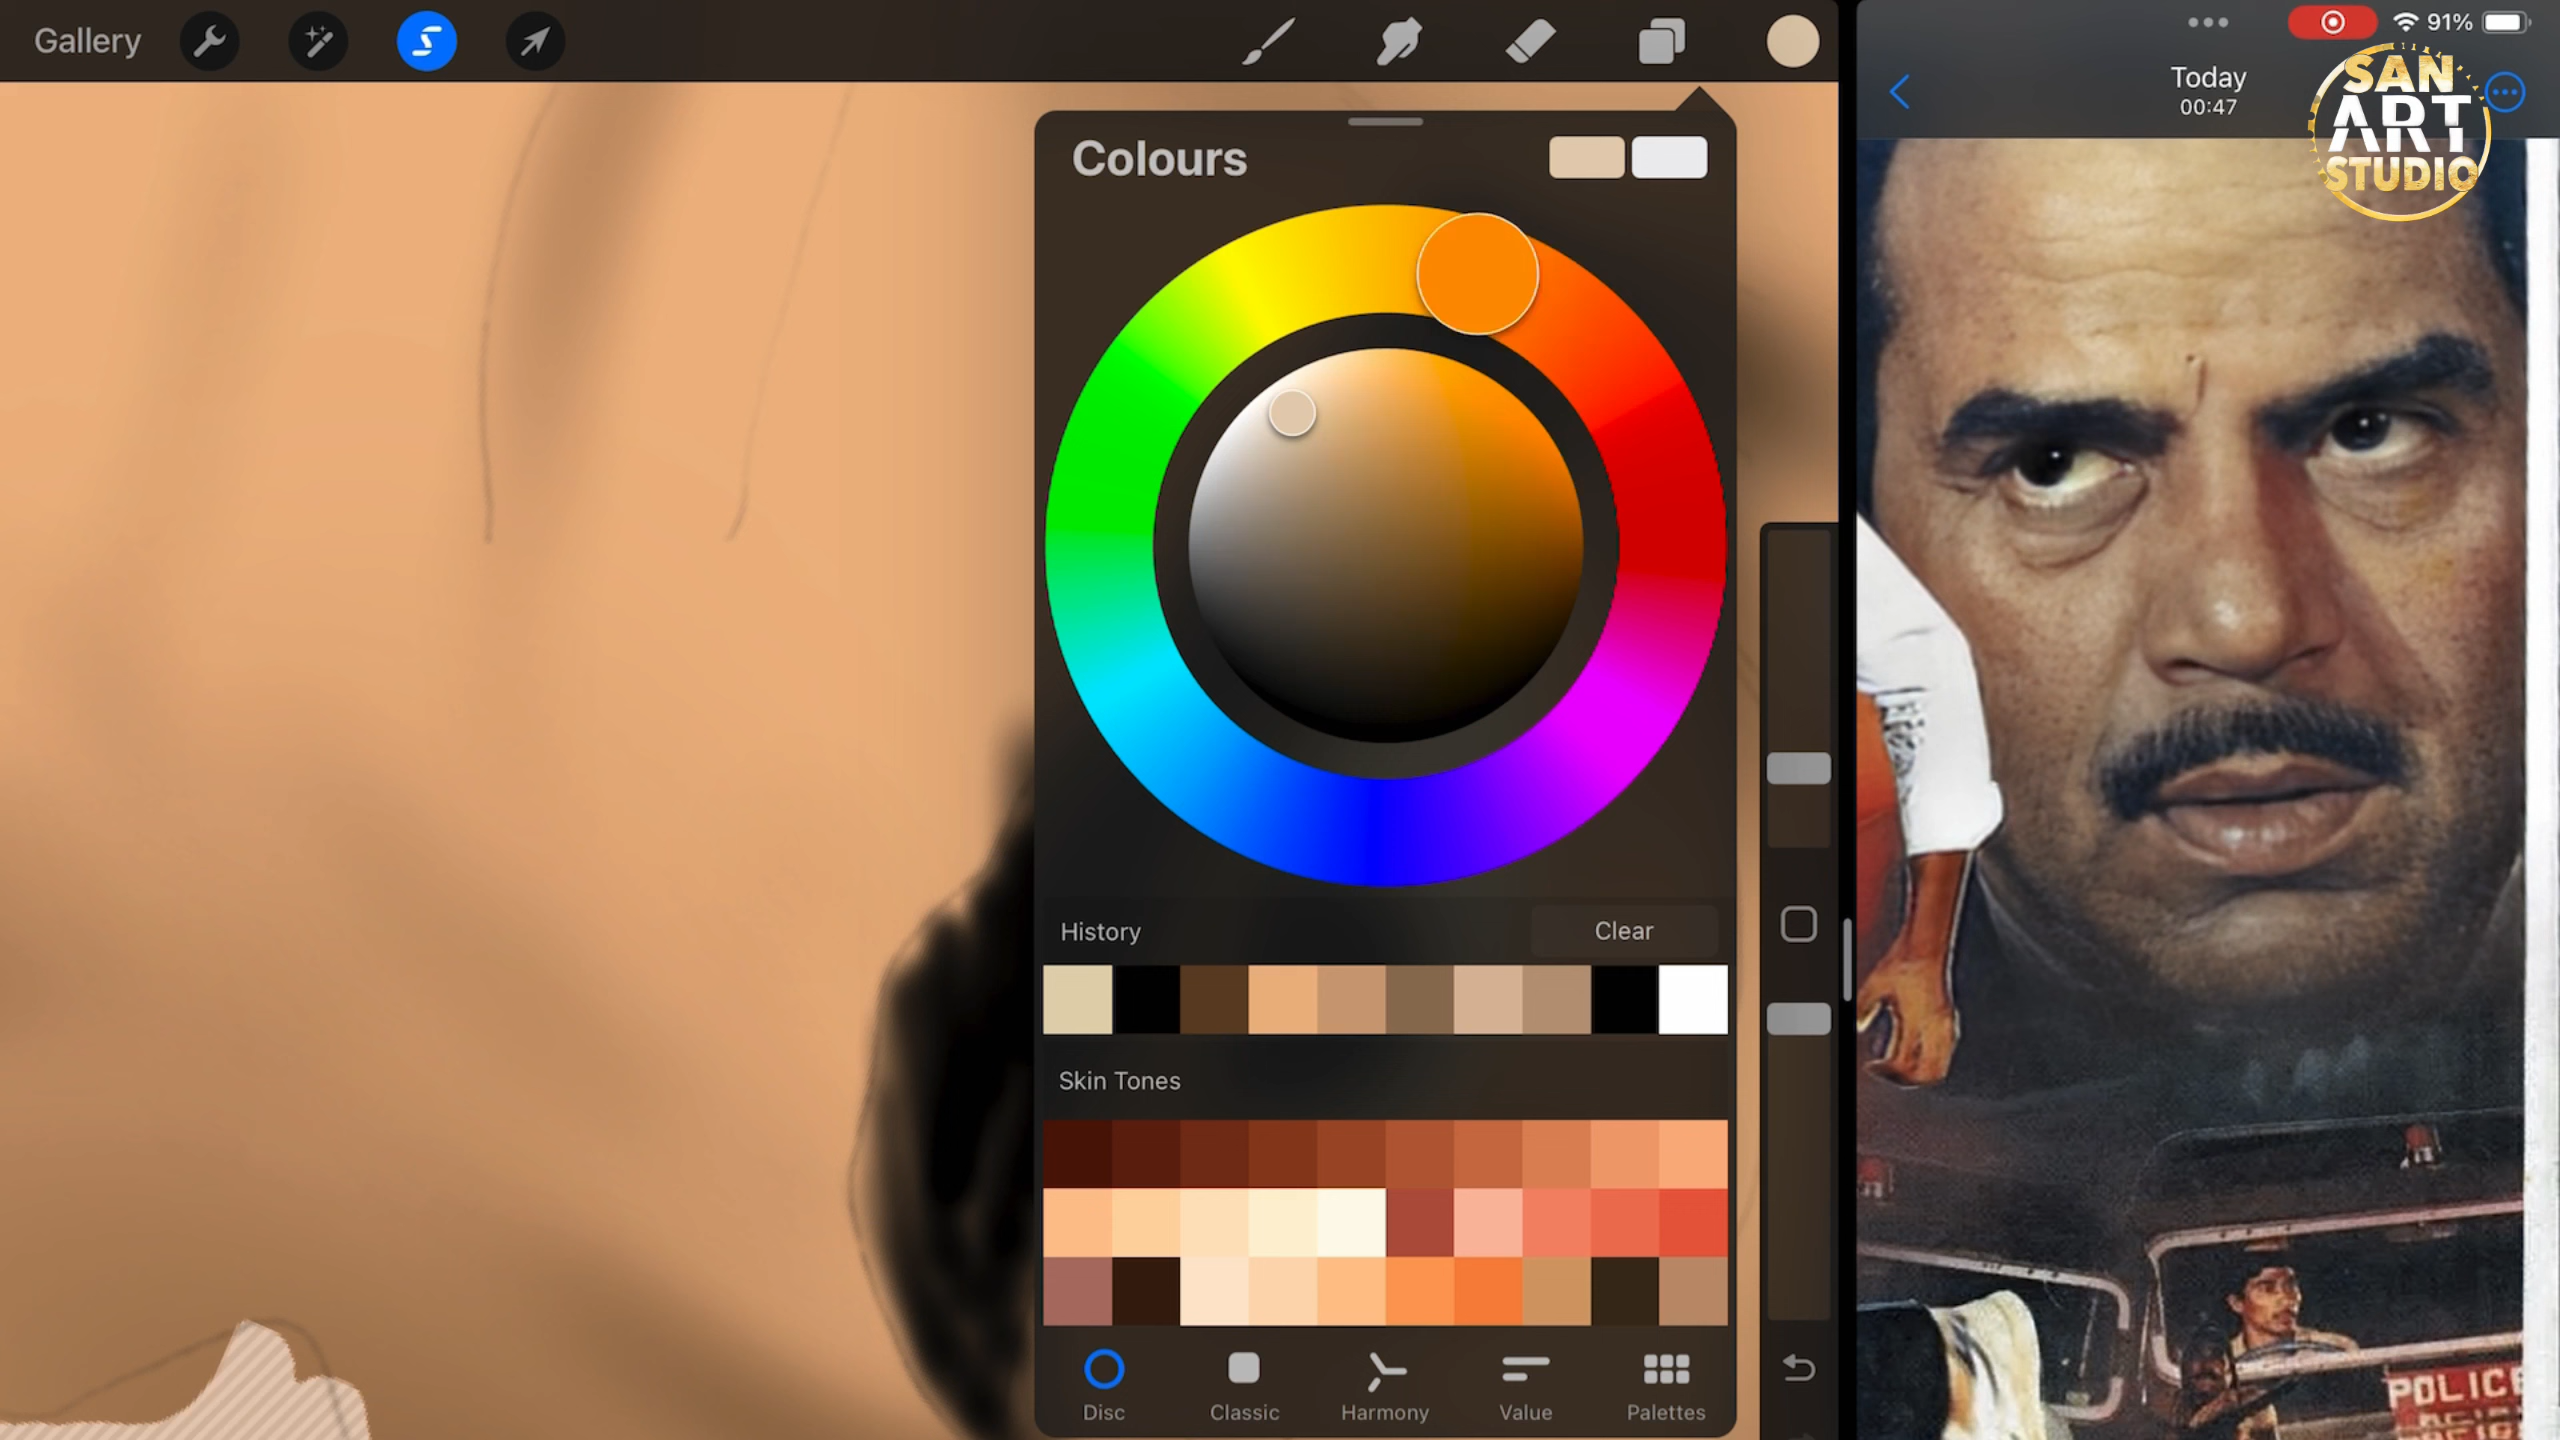 Gallery
91%
Today
00:47
SAN
ART
STUDIO
Colours
History
Clear
Skin Tones
Disc
Classic
Harmony
Value
Palettes
POLICE